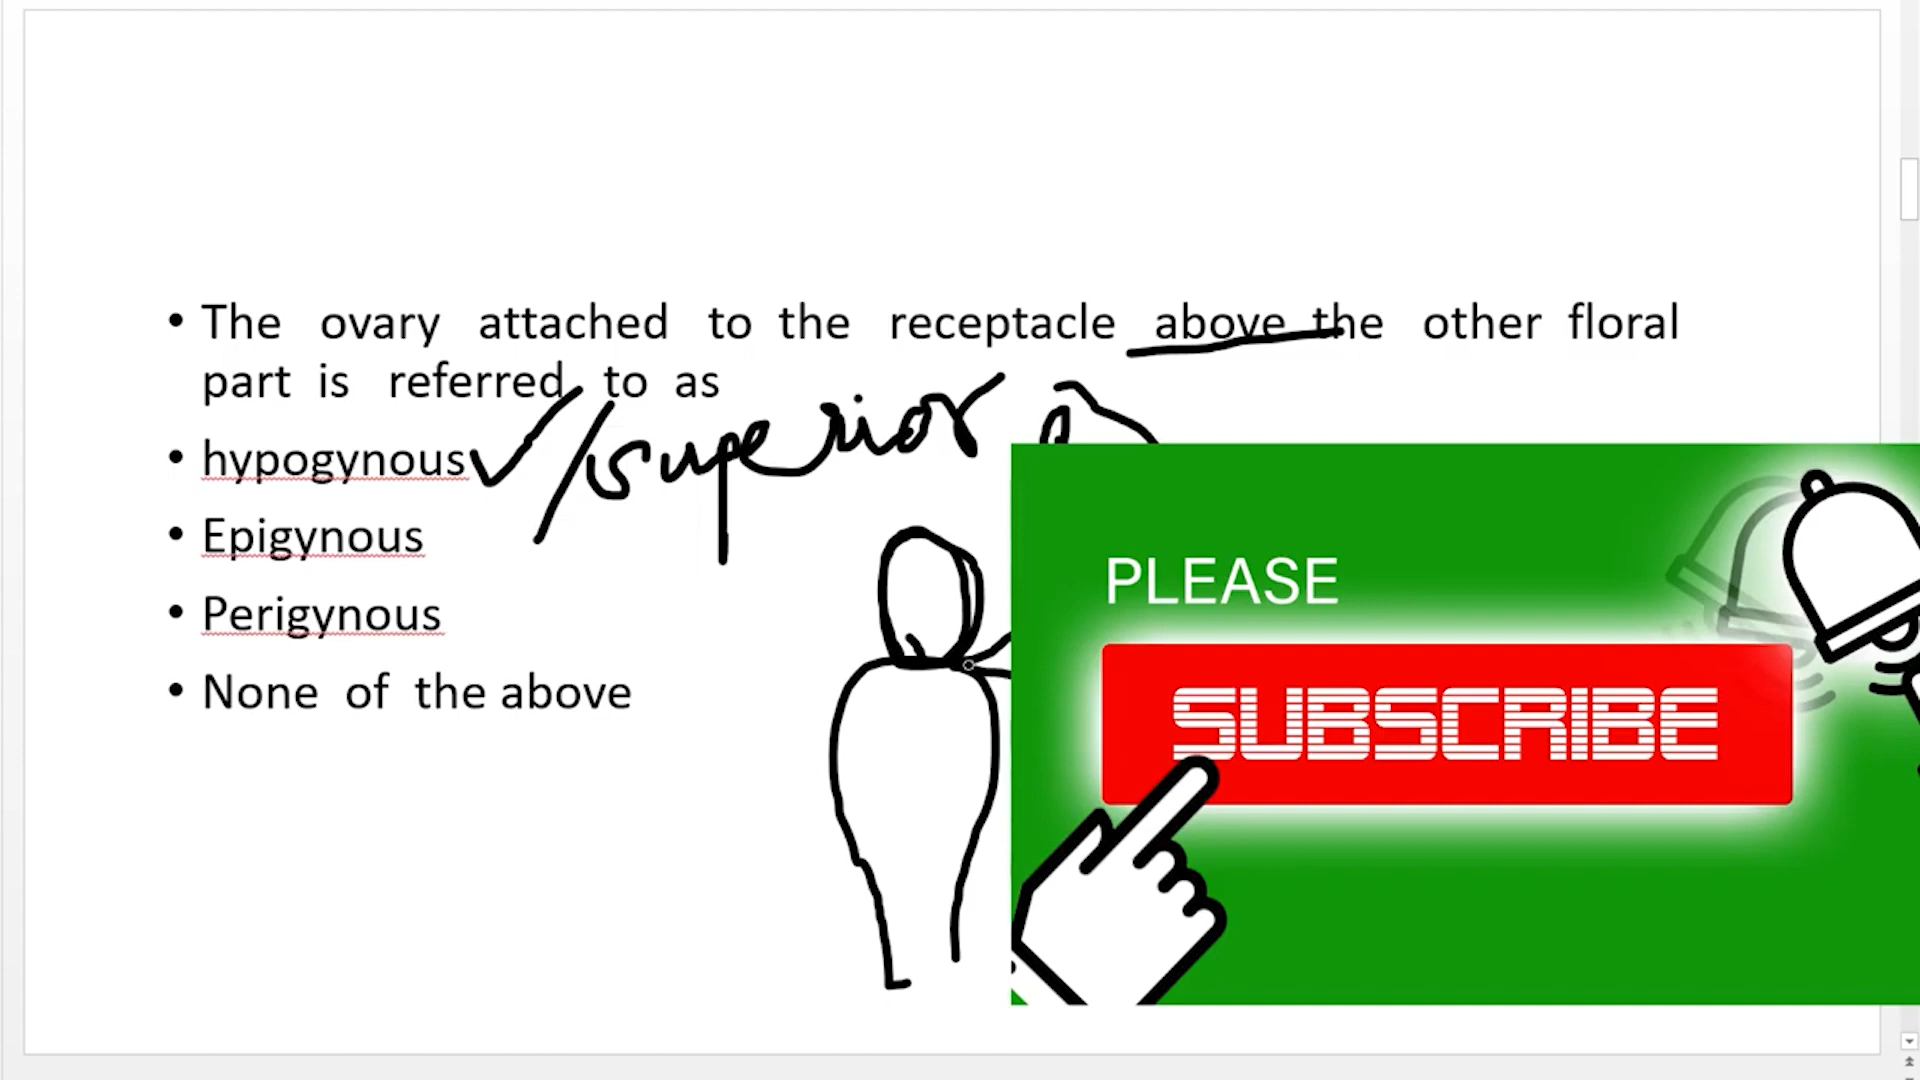 • The ovary attached to the receptacle above the other floral
part is referred to as
• hypogynous ✓ / superior
• Epigynous
• Perigynous
• None of the above
PLEASE
SUBSCRIBE